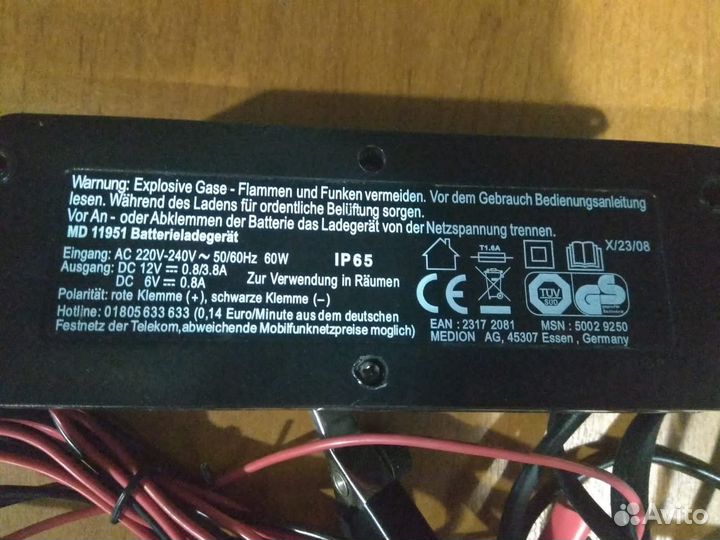 Warnung: Explosive Gase - Flammen und Funken vermeiden. Vor dem Gebrauch Bedienungsanleitung
lesen. Während des Ladens für ordentliche Belüftung sorgen.
Vor An - oder Abklemmen der Batterie das Ladegerät von der Netzspannung trennen.
MD 11951 Batterieladegerät
Eingang: AC 220V-240V ~ 50/60Hz 60W
IP65
Ausgang: DC 12V ⎓ 0.8/3.8A
DC 6V ⎓ 0.8A
Zur Verwendung in Räumen
Polarität: rote Klemme (+), schwarze Klemme (−)
Hotline: 01805 633 633 (0,14 Euro/Minute aus dem deutschen
Festnetz der Telekom,abweichende Mobilfunknetzpreise moglich)
T1.6A
X/23/08
CE
TÜV
GS
EAN : 2317 2081
MSN : 5002 9250
MEDION AG, 45307 Essen , Germany
Avito